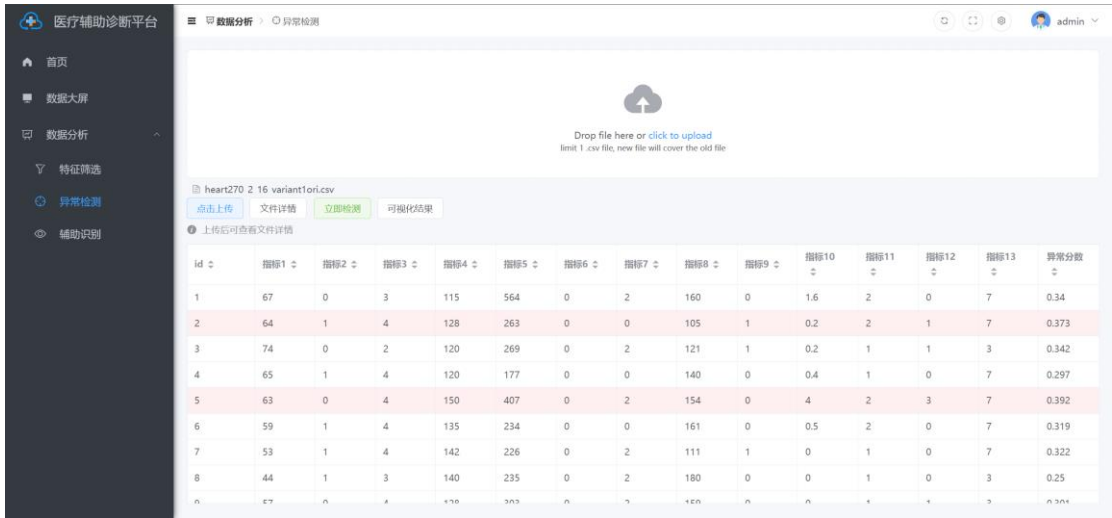 医疗辅助诊断平台
数据分析 > 异常检测
admin
首页
数据大屏
数据分析
特征筛选
异常检测
辅助识别
Drop file here or click to upload
limit 1 .csv file, new file will cover the old file
heart270 2 16 variant1ori.csv
点击上传 文件详情 立即检测 可视化结果
上传后可查看文件详情
id 指标1 指标2 指标3 指标4 指标5 指标6 指标7 指标8 指标9 指标10 指标11 指标12 指标13 异常分数
1 67 0 3 115 564 0 2 160 0 1.6 2 0 7 0.34
2 64 1 4 128 263 0 0 105 1 0.2 2 1 7 0.373
3 74 0 2 120 269 0 2 121 1 0.2 1 1 3 0.342
4 65 1 4 120 177 0 0 140 0 0.4 1 0 7 0.297
5 63 0 4 150 407 0 2 154 0 4 2 3 7 0.392
6 59 1 4 135 234 0 0 161 0 0.5 2 0 7 0.319
7 53 1 4 142 226 0 2 111 1 0 1 0 7 0.322
8 44 1 3 140 235 0 2 180 0 0 1 0 3 0.25